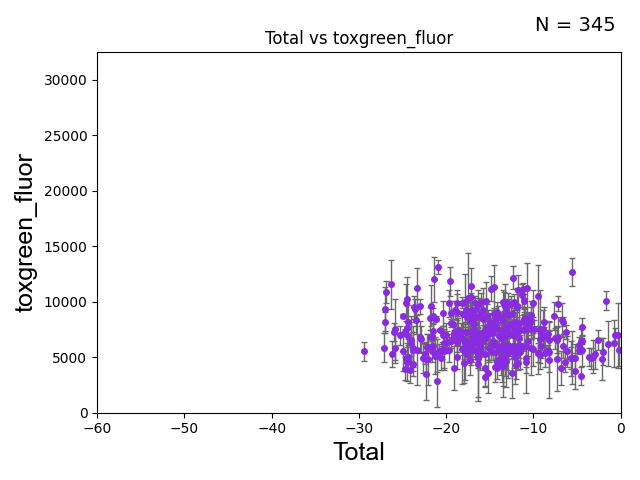 N = 345
Total vs toxgreen_fluor
30000
25000
20000
15000
10000
5000
0
toxgreen_fluor
−60 −50 −40 −30 −20 −10 0
Total